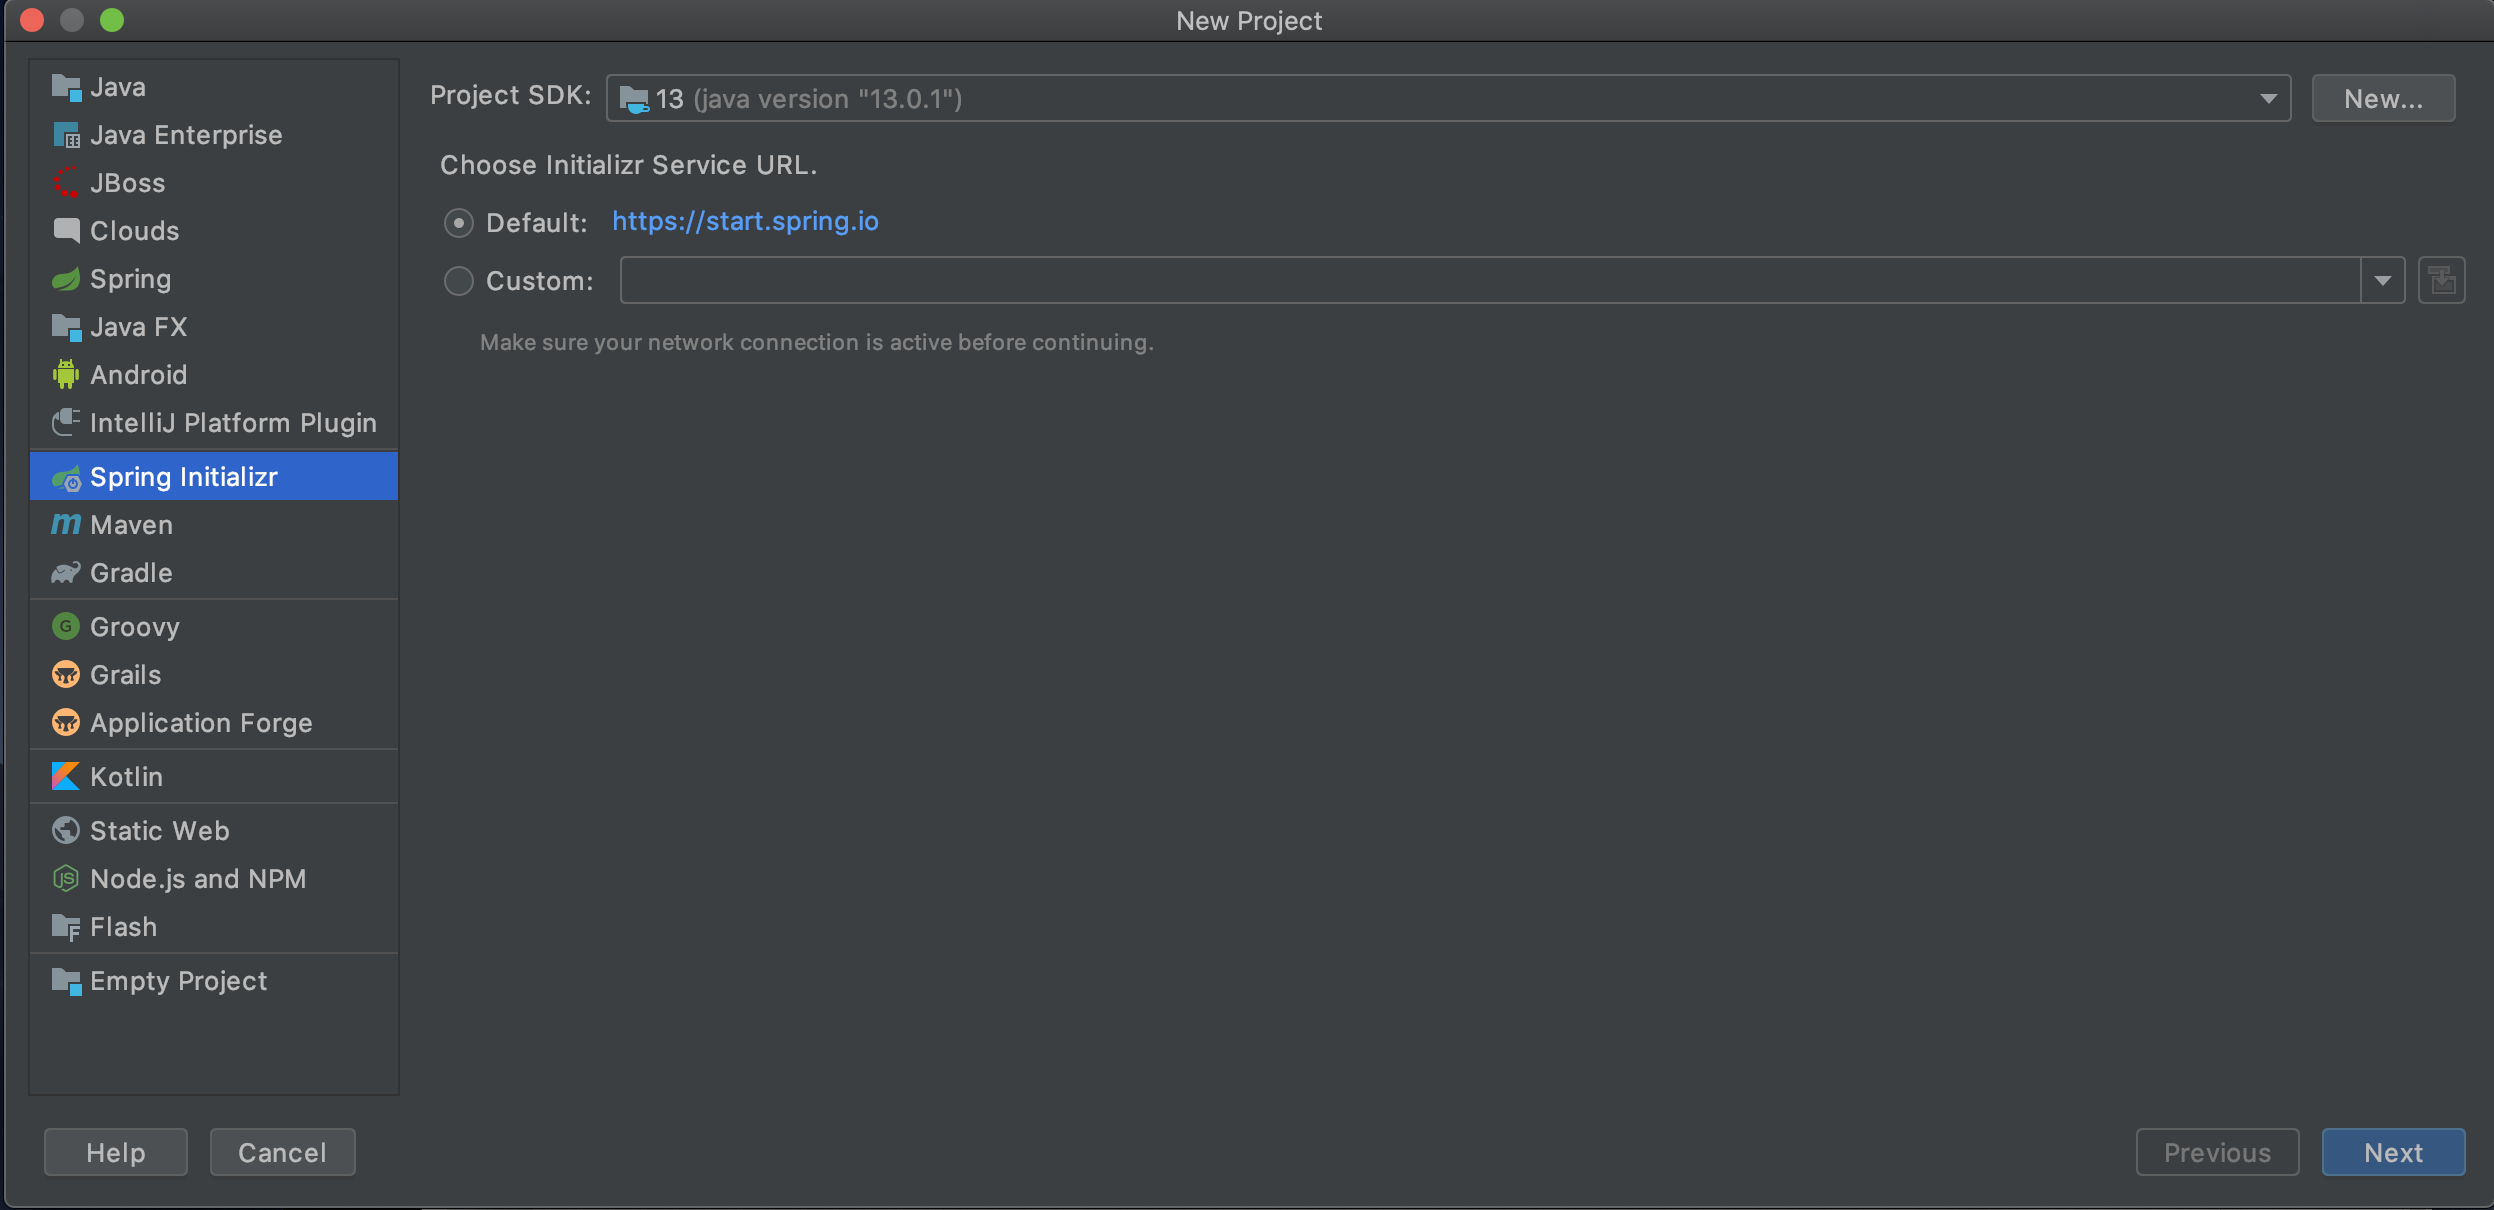 New Project
Java
Java Enterprise
JBoss
Clouds
Spring
Java FX
Android
IntelliJ Platform Plugin
Spring Initializr
Maven
Gradle
Groovy
Grails
Application Forge
Kotlin
Static Web
Node.js and NPM
Flash
Empty Project
Project SDK: 13 (java version "13.0.1") New...
Choose Initializr Service URL.
Default: https://start.spring.io
Custom:
Make sure your network connection is active before continuing.
Help Cancel Previous Next